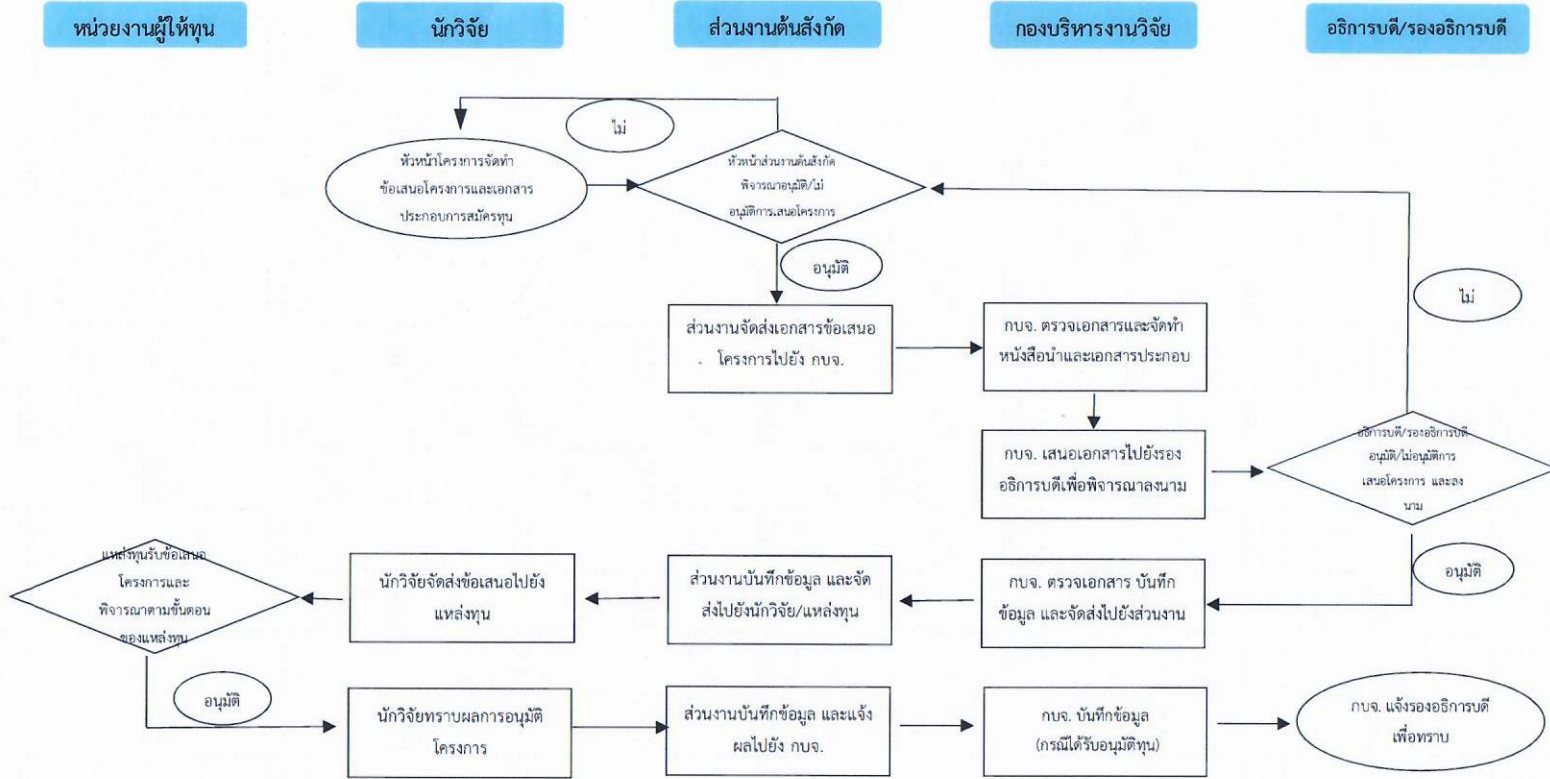 หน่วยงานผู้ให้ทุน
นักวิจัย
ส่วนงานต้นสังกัด
กองบริหารงานวิจัย
อธิการบดี/รองอธิการบดี
ไม่
หัวหน้าโครงการจัดทำ
ข้อเสนอโครงการและเอกสาร
ประกอบการสมัครทุน
หัวหน้าส่วนงานต้นสังกัด
พิจารณาอนุมัติ/ไม่
อนุมัติการเสนอโครงการ
อนุมัติ
ไม่
ส่วนงานจัดส่งเอกสารข้อเสนอ
โครงการไปยัง กบจ.
กบจ. ตรวจเอกสารและจัดทำ
หนังสือนำและเอกสารประกอบ
กบจ. เสนอเอกสารไปยังรอง
อธิการบดีเพื่อพิจารณาลงนาม
อธิการบดี/รองอธิการบดี
อนุมัติ/ไม่อนุมัติการ
เสนอโครงการ และลง
นาม
อนุมัติ
แหล่งทุนรับข้อเสนอ
โครงการและ
พิจารณาตามขั้นตอน
ของแหล่งทุน
นักวิจัยจัดส่งข้อเสนอไปยัง
แหล่งทุน
ส่วนงานบันทึกข้อมูล และจัด
ส่งไปยังนักวิจัย/แหล่งทุน
กบจ. ตรวจเอกสาร บันทึก
ข้อมูล และจัดส่งไปยังส่วนงาน
อนุมัติ
นักวิจัยทราบผลการอนุมัติ
โครงการ
ส่วนงานบันทึกข้อมูล และแจ้ง
ผลไปยัง กบจ.
กบจ. บันทึกข้อมูล
(กรณีได้รับอนุมัติทุน)
กบจ. แจ้งรองอธิการบดี
เพื่อทราบ